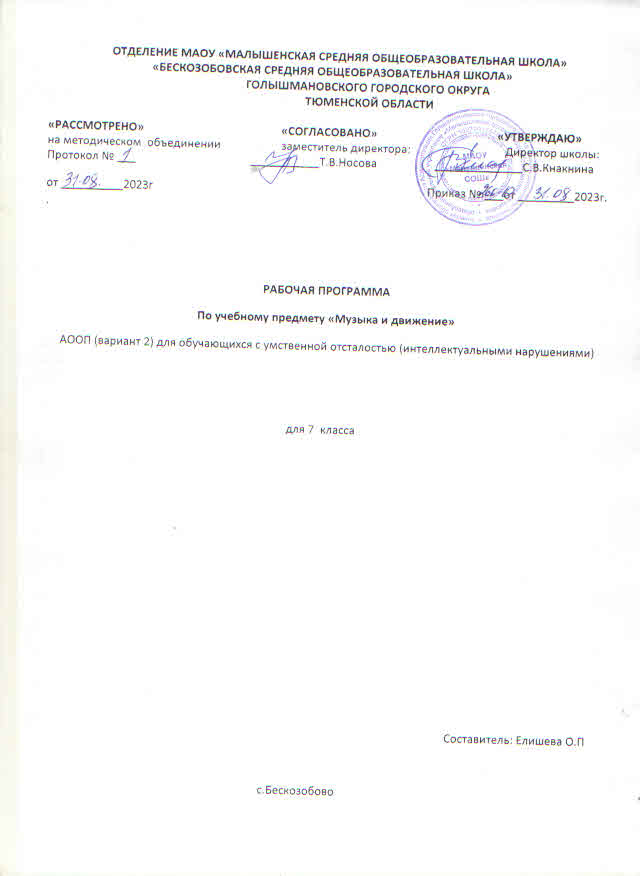 ОТДЕЛЕНИЕ МАОУ «МАЛЫШЕНСКАЯ СРЕДНЯЯ ОБЩЕОБРАЗОВАТЕЛЬНАЯ ШКОЛА»
«БЕСКОЗОБОВСКАЯ СРЕДНЯЯ ОБЩЕОБРАЗОВАТЕЛЬНАЯ ШКОЛА»
ГОЛЫШМАНОВСКОГО ГОРОДСКОГО ОКРУГА
ТЮМЕНСКОЙ ОБЛАСТИ
«РАССМОТРЕНО»
на методическом объединении
Протокол № 1
от 31.08. 2023г
«СОГЛАСОВАНО»
заместитель директора:
Т.В.Носова
«УТВЕРЖДАЮ»
Директор школы:
С.В.Кнакнина
Приказ № от 31.08 2023г.
МАОУ
СОШ
РАБОЧАЯ ПРОГРАММА
По учебному предмету «Музыка и движение»
АООП (вариант 2) для обучающихся с умственной отсталостью (интеллектуальными нарушениями)
для 7 класса
Составитель: Елишева О.П
с.Бескозобово